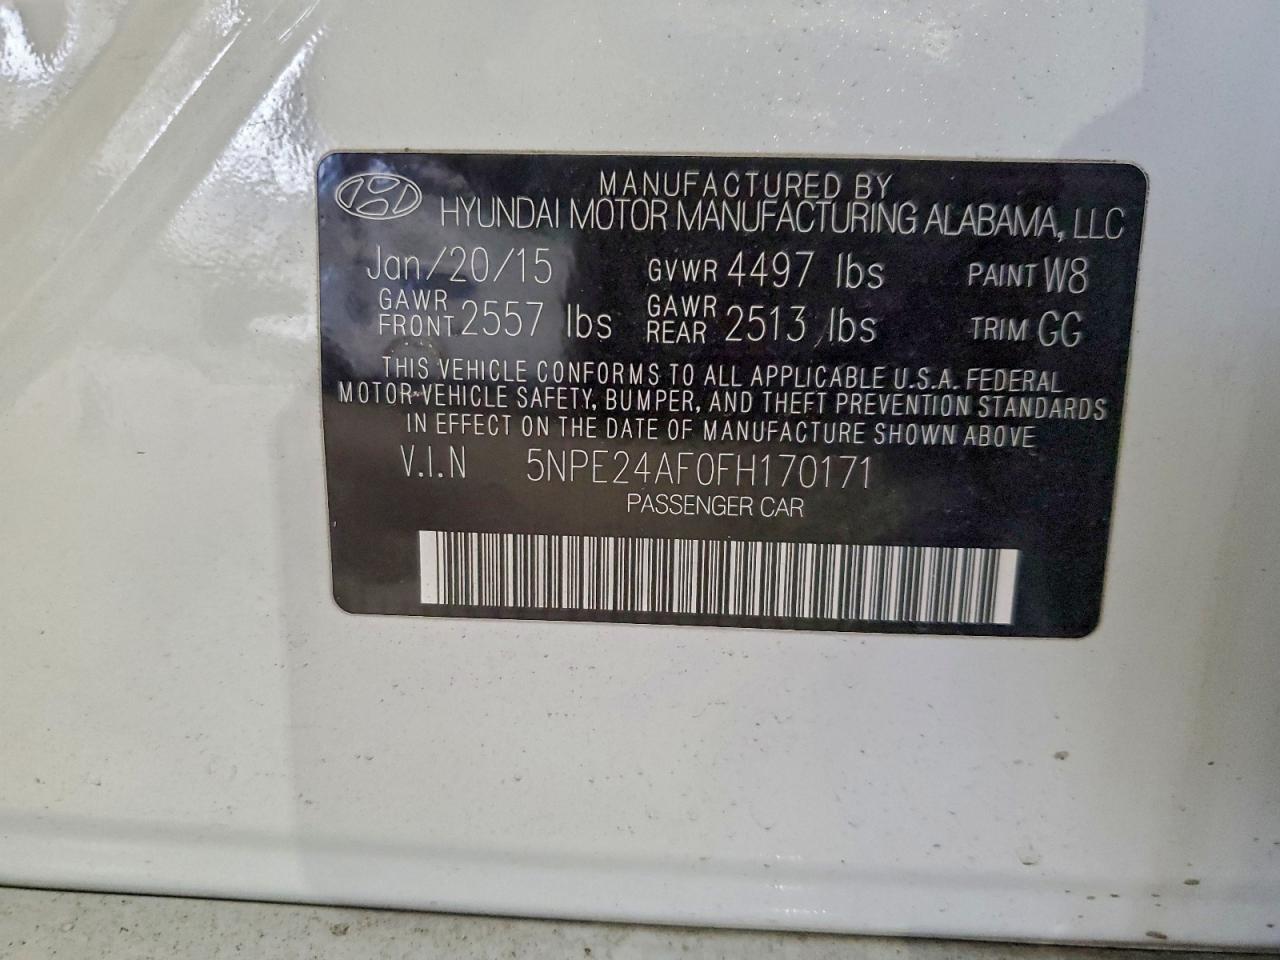 MANUFACTURED BY
HYUNDAI MOTOR MANUFACTURING ALABAMA, LLC
Jan/20/15 GVWR 4497 lbs PAINT W8
GAWR FRONT 2557 lbs GAWR REAR 2513 lbs TRIM GG
THIS VEHICLE CONFORMS TO ALL APPLICABLE U.S.A. FEDERAL
MOTOR VEHICLE SAFETY, BUMPER, AND THEFT PREVENTION STANDARDS
IN EFFECT ON THE DATE OF MANUFACTURE SHOWN ABOVE
V.I.N 5NPE24AF0FH170171
PASSENGER CAR